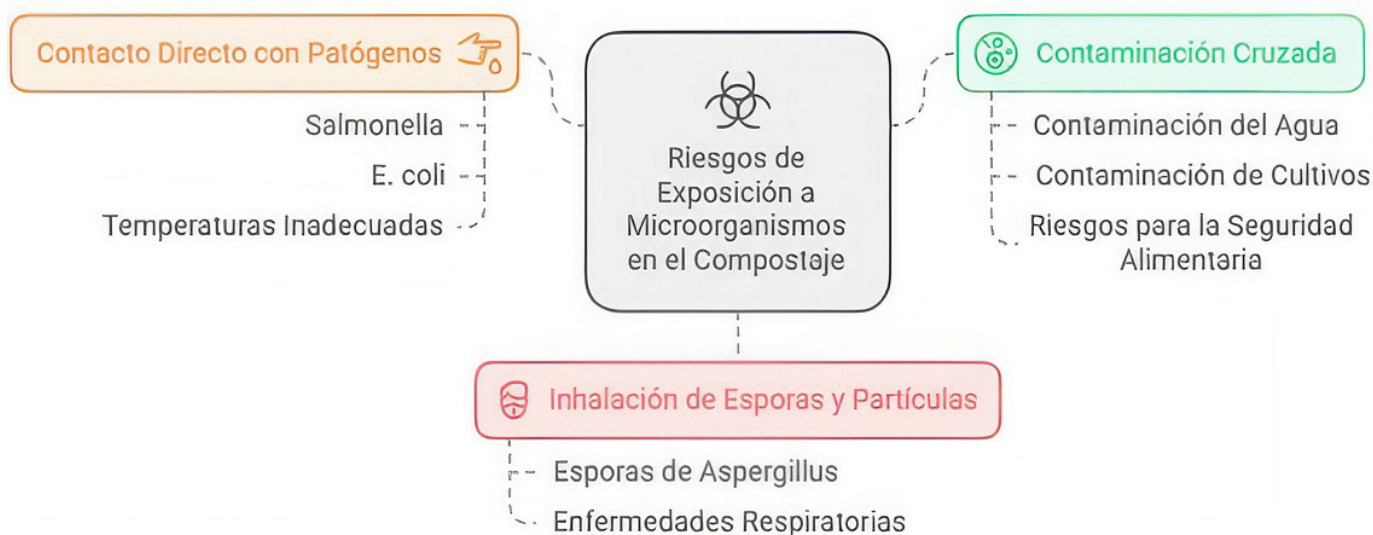 Contacto Directo con Patógenos
Salmonella
E. coli
Temperaturas Inadecuadas
Riesgos de
Exposición a
Microorganismos
en el Compostaje
Contaminación Cruzada
Contaminación del Agua
Contaminación de Cultivos
Riesgos para la Seguridad
Alimentaria
Inhalación de Esporas y Partículas
Esporas de Aspergillus
Enfermedades Respiratorias